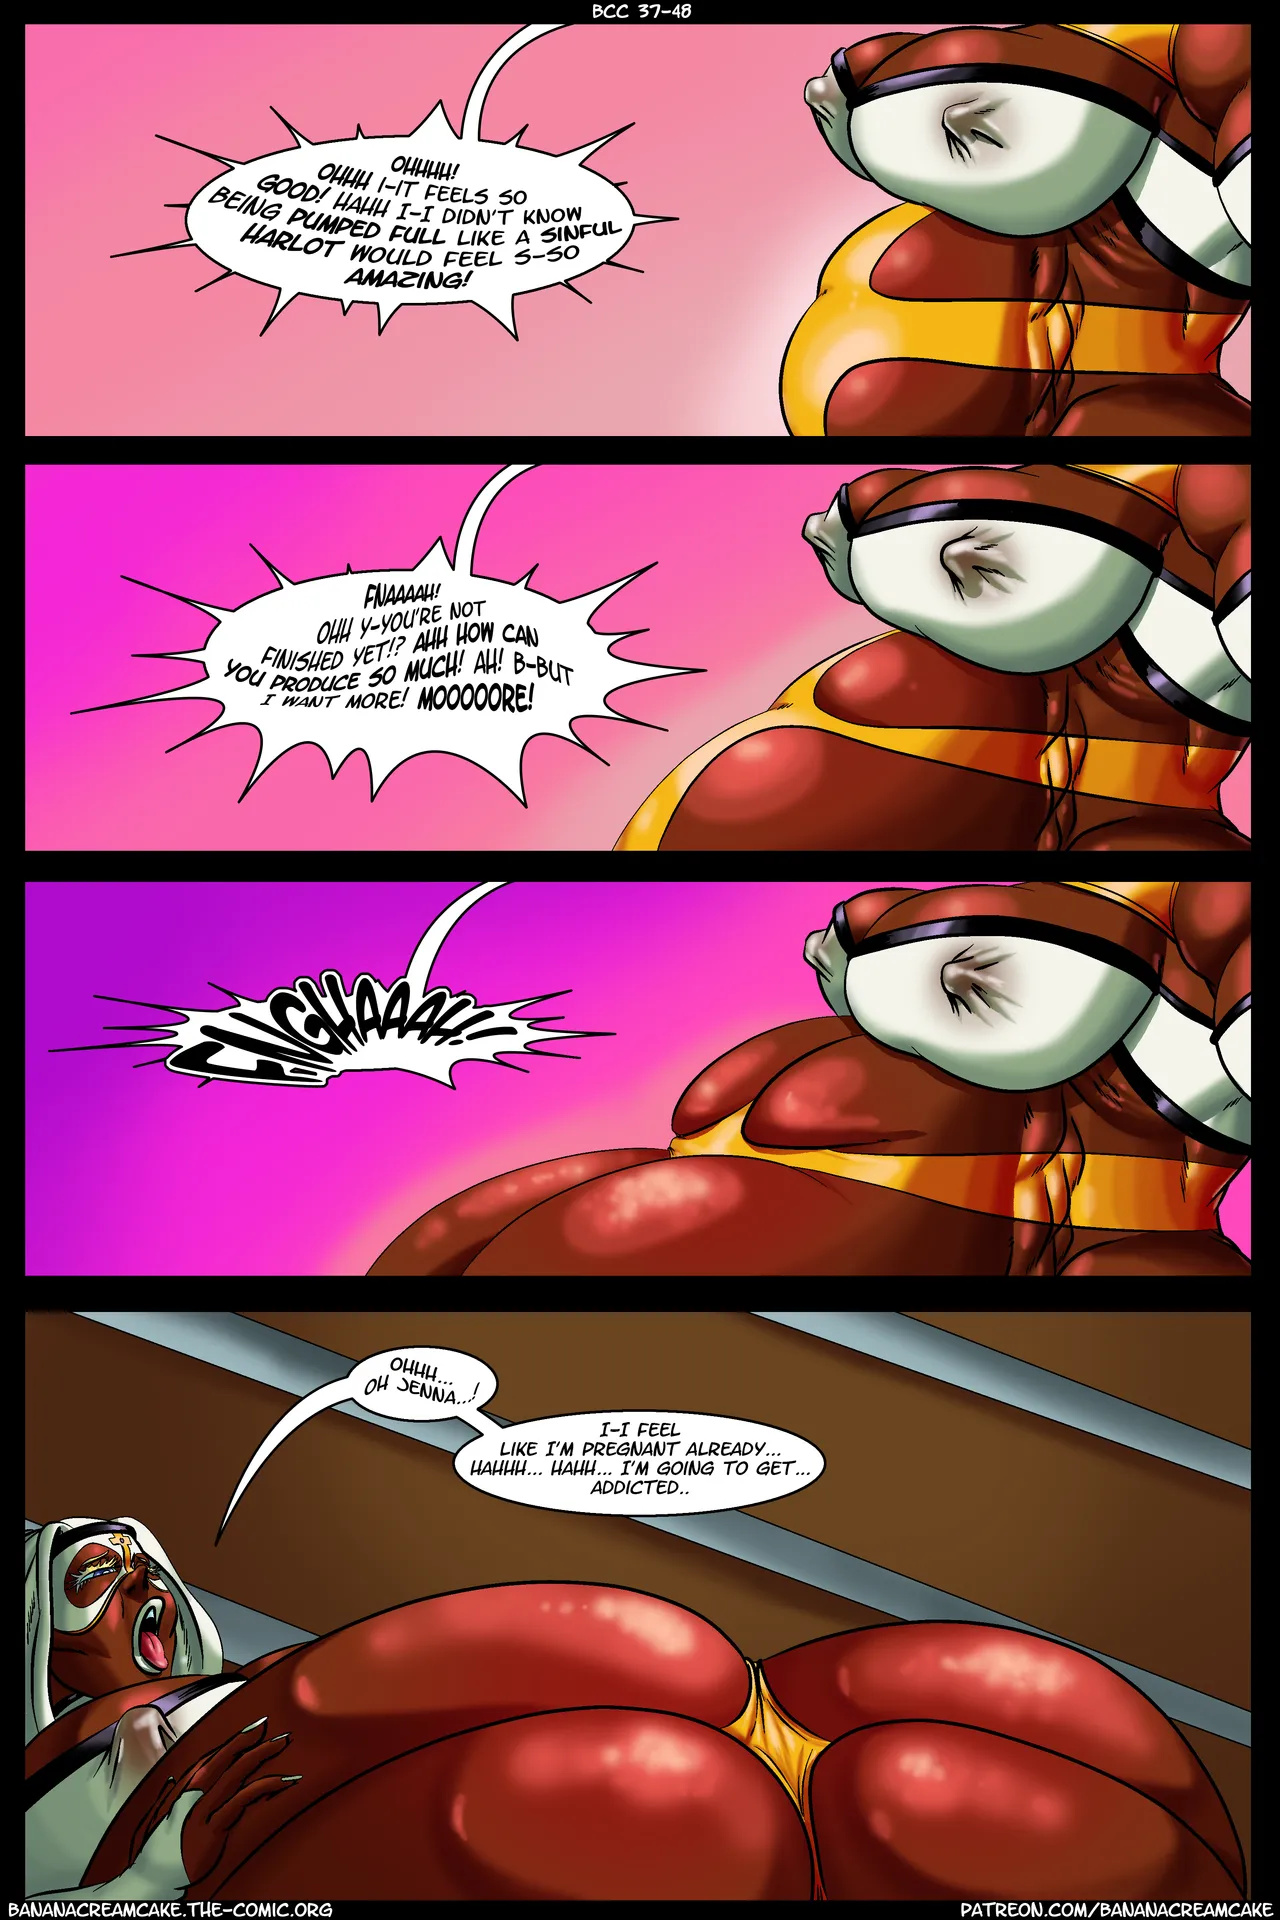 BCC 37-48
OHHHH!
OHHH I-IT FEELS SO
GOOD! HAHH I-I DIDN'T KNOW
BEING PUMPED FULL LIKE A SINFUL
HARLOT WOULD FEEL S-SO
AMAZING!
FNAAAAH!
OHH Y-YOU'RE NOT
FINISHED YET!? AHH HOW CAN
YOU PRODUCE SO MUCH! AH! B-BUT
I WANT MORE! MOOOOORE!
OHHH...
OH JENNA...!
I-I FEEL
LIKE I'M PREGNANT ALREADY...
HAHHH... HAHH... I'M GOING TO GET...
ADDICTED..
BANANACREAMCAKE.THE-COMIC.ORG
PATREON.COM/BANANACREAMCAKE